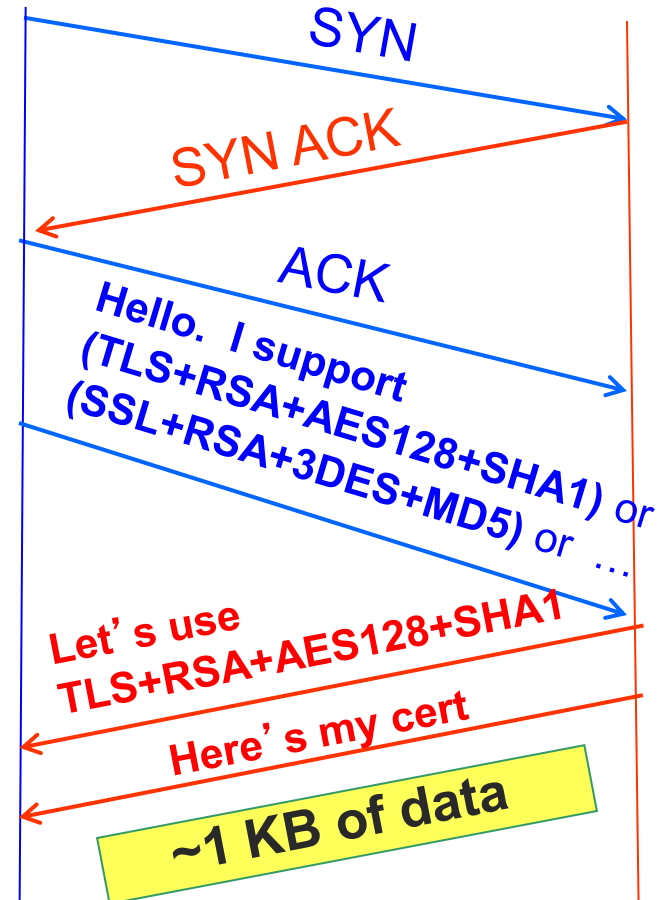 SYN
SYN ACK
ACK
Hello.  I support
(TLS+RSA+AES128+SHA1) or
(SSL+RSA+3DES+MD5) or  …
Let’s use
TLS+RSA+AES128+SHA1
Here’s my cert
~1 KB of data